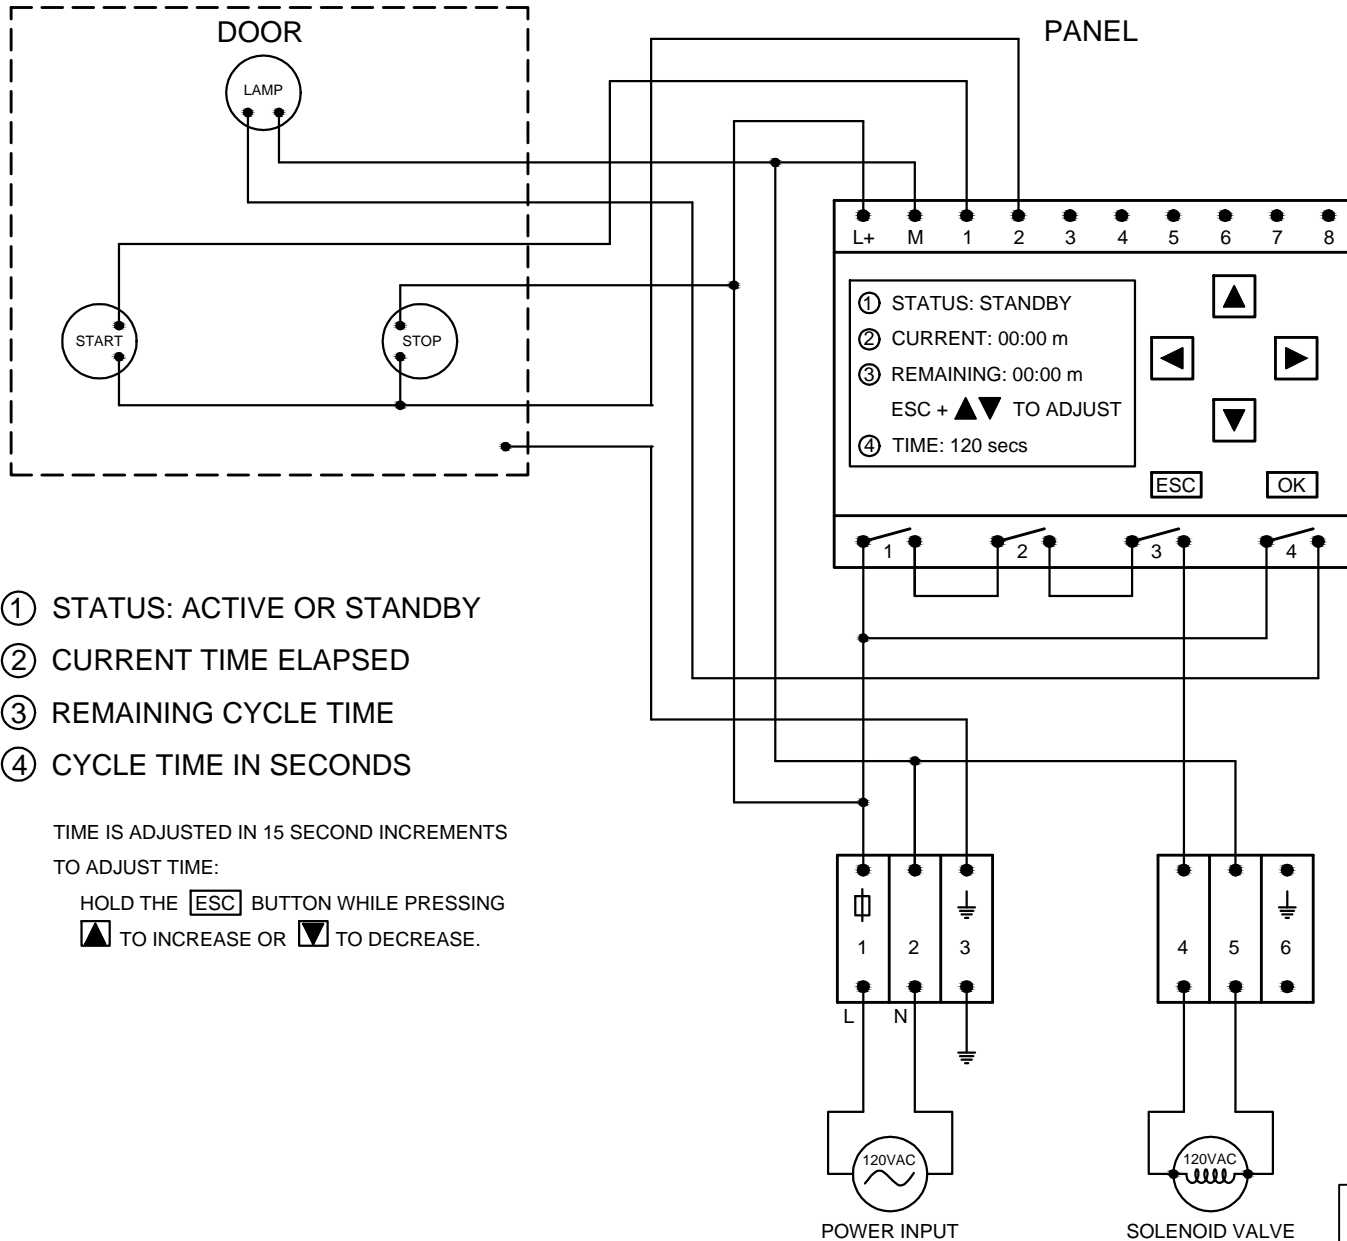 DOOR
PANEL
LAMP
L+ M 1 2 3 4 5 6 7 8
START
STOP
① STATUS: STANDBY
② CURRENT: 00:00 m
③ REMAINING: 00:00 m
ESC + ▲▼ TO ADJUST
④ TIME: 120 secs
ESC
OK
1 2 3 4
① STATUS: ACTIVE OR STANDBY
② CURRENT TIME ELAPSED
③ REMAINING CYCLE TIME
④ CYCLE TIME IN SECONDS
TIME IS ADJUSTED IN 15 SECOND INCREMENTS
TO ADJUST TIME:
HOLD THE ESC BUTTON WHILE PRESSING
▲ TO INCREASE OR ▼ TO DECREASE.
1 2 3
4 5 6
L N
120VAC
120VAC
POWER INPUT
SOLENOID VALVE